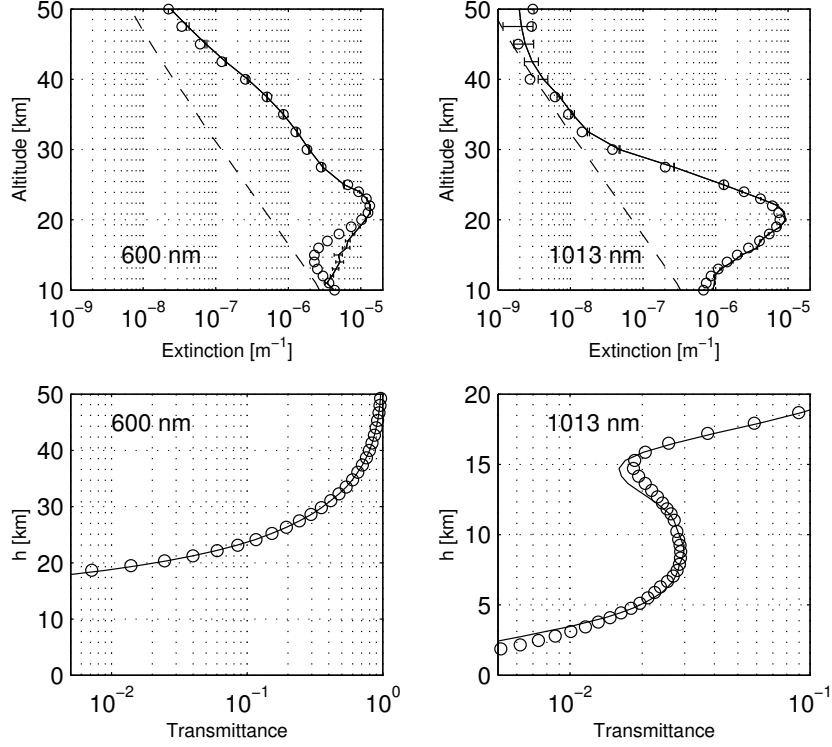 50
40
30
20
10
Altitude [km]
600 nm
10⁻⁹ 10⁻⁸ 10⁻⁷ 10⁻⁶ 10⁻⁵
Extinction [m⁻¹]
50
40
30
20
10
Altitude [km]
1013 nm
10⁻⁹ 10⁻⁸ 10⁻⁷ 10⁻⁶ 10⁻⁵
Extinction [m⁻¹]
50
40
30
20
10
0
h [km]
600 nm
10⁻² 10⁻¹ 10⁰
Transmittance
20
15
10
5
0
h [km]
1013 nm
10⁻² 10⁻¹
Transmittance